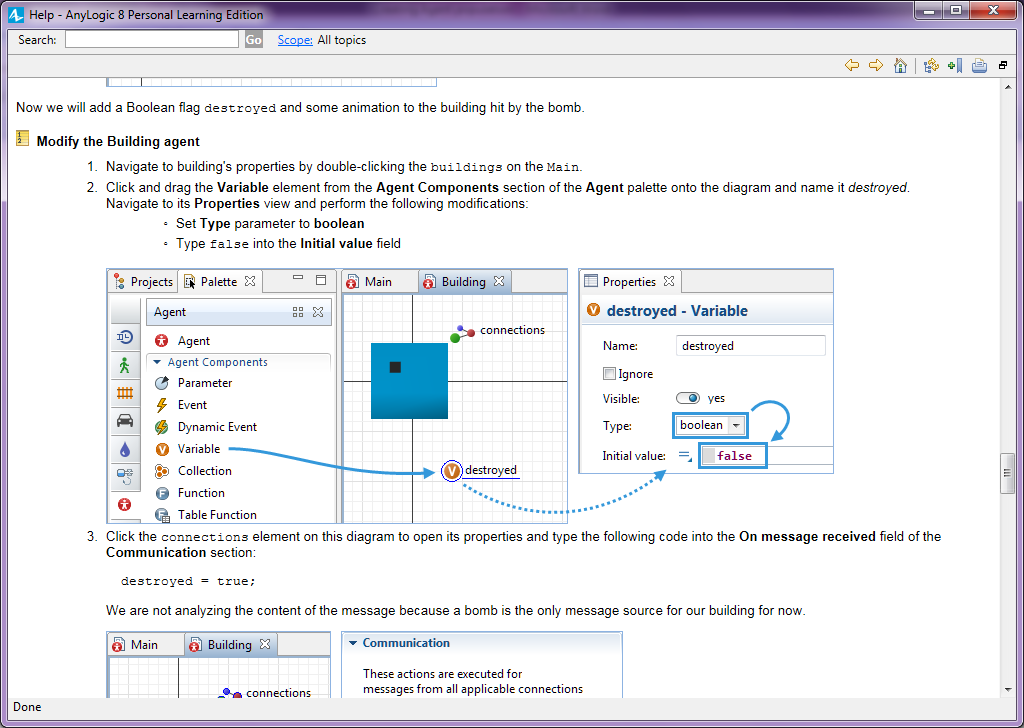 Help - AnyLogic 8 Personal Learning Edition
Search: Go Scope: All topics
Now we will add a Boolean flag destroyed and some animation to the building hit by the bomb.
Modify the Building agent
1. Navigate to building's properties by double-clicking the buildings on the Main.
2. Click and drag the Variable element from the Agent Components section of the Agent palette onto the diagram and name it destroyed.
Navigate to its Properties view and perform the following modifications:
◦ Set Type parameter to boolean
◦ Type false into the Initial value field
Projects Palette
Agent
Agent
Agent Components
Parameter
Event
Dynamic Event
Variable
Collection
Function
Table Function
Main Building
connections
V destroyed
Properties
V destroyed - Variable
Name: destroyed
Ignore
Visible: yes
Type: boolean
Initial value: false
3. Click the connections element on this diagram to open its properties and type the following code into the On message received field of the
Communication section:
destroyed = true;
We are not analyzing the content of the message because a bomb is the only message source for our building for now.
Main Building
connections
Communication
These actions are executed for
messages from all applicable connections
Done